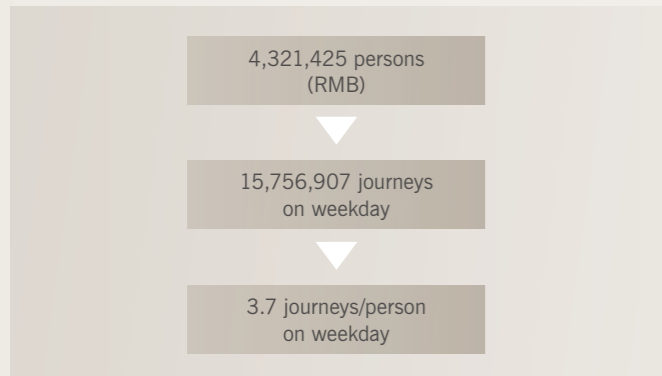 4,321,425 persons
(RMB)
15,756,907 journeys
on weekday
3.7 journeys/person
on weekday